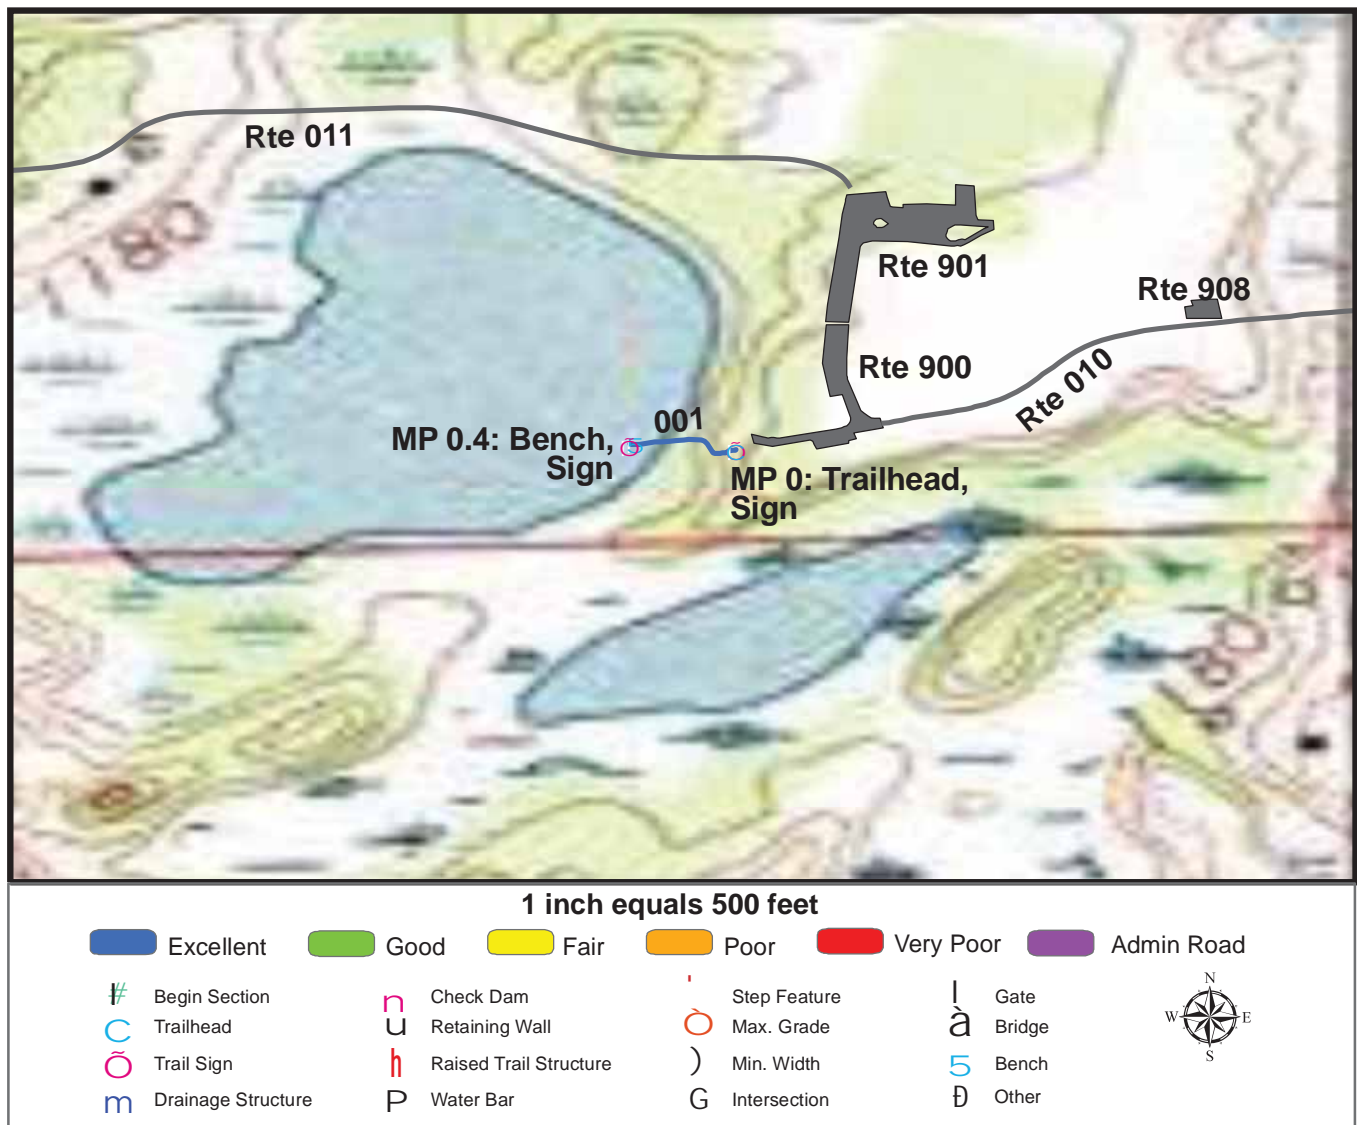 Rte 011
1180
Rte 901
Rte 908
Rte 900
Rte 010
001
MP 0.4: Bench,
Sign
MP 0: Trailhead,
Sign
1 inch equals 500 feet
Excellent
Good
Fair
Poor
Very Poor
Admin Road
# Begin Section
C Trailhead
Õ Trail Sign
m Drainage Structure
n Check Dam
u Retaining Wall
h Raised Trail Structure
P Water Bar
' Step Feature
Ò Max. Grade
) Min. Width
G Intersection
l Gate
à Bridge
5 Bench
Ð Other
N
W E
S